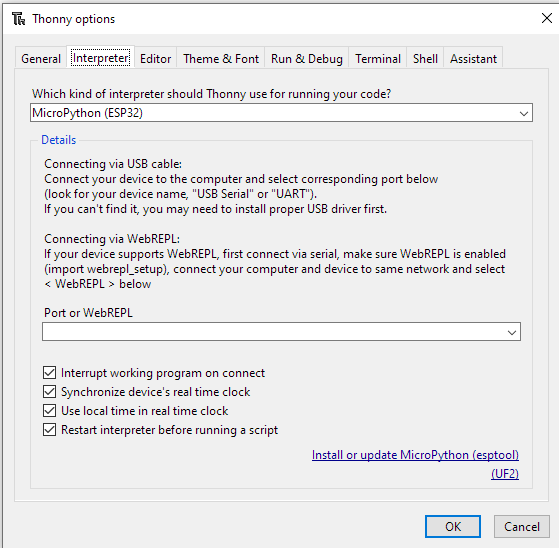 Thonny options
General Interpreter Editor Theme & Font Run & Debug Terminal Shell Assistant
Which kind of interpreter should Thonny use for running your code?
MicroPython (ESP32)
Details
Connecting via USB cable:
Connect your device to the computer and select corresponding port below
(look for your device name, "USB Serial" or "UART").
If you can't find it, you may need to install proper USB driver first.
Connecting via WebREPL:
If your device supports WebREPL, first connect via serial, make sure WebREPL is enabled
(import webrepl_setup), connect your computer and device to same network and select
< WebREPL > below
Port or WebREPL
Interrupt working program on connect
Synchronize device's real time clock
Use local time in real time clock
Restart interpreter before running a script
Install or update MicroPython (esptool)
(UF2)
OK Cancel